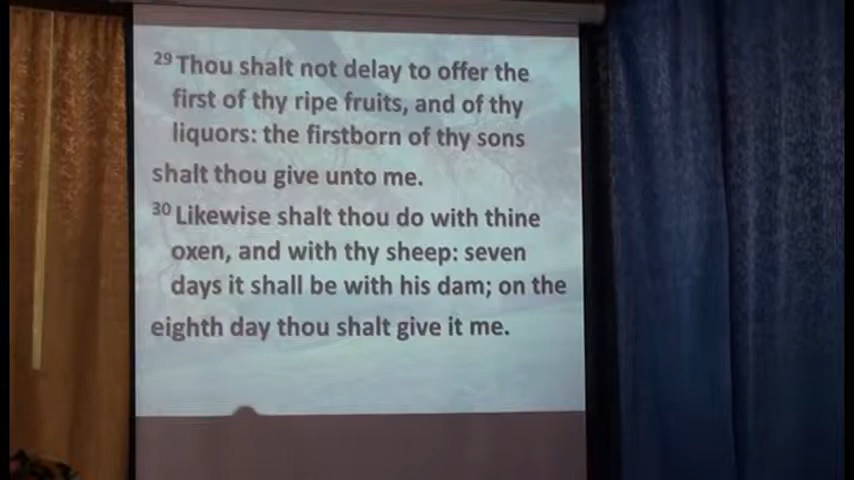 29 Thou shalt not delay to offer the
first of thy ripe fruits, and of thy
liquors: the firstborn of thy sons
shalt thou give unto me.
30 Likewise shalt thou do with thine
oxen, and with thy sheep: seven
days it shall be with his dam; on the
eighth day thou shalt give it me.